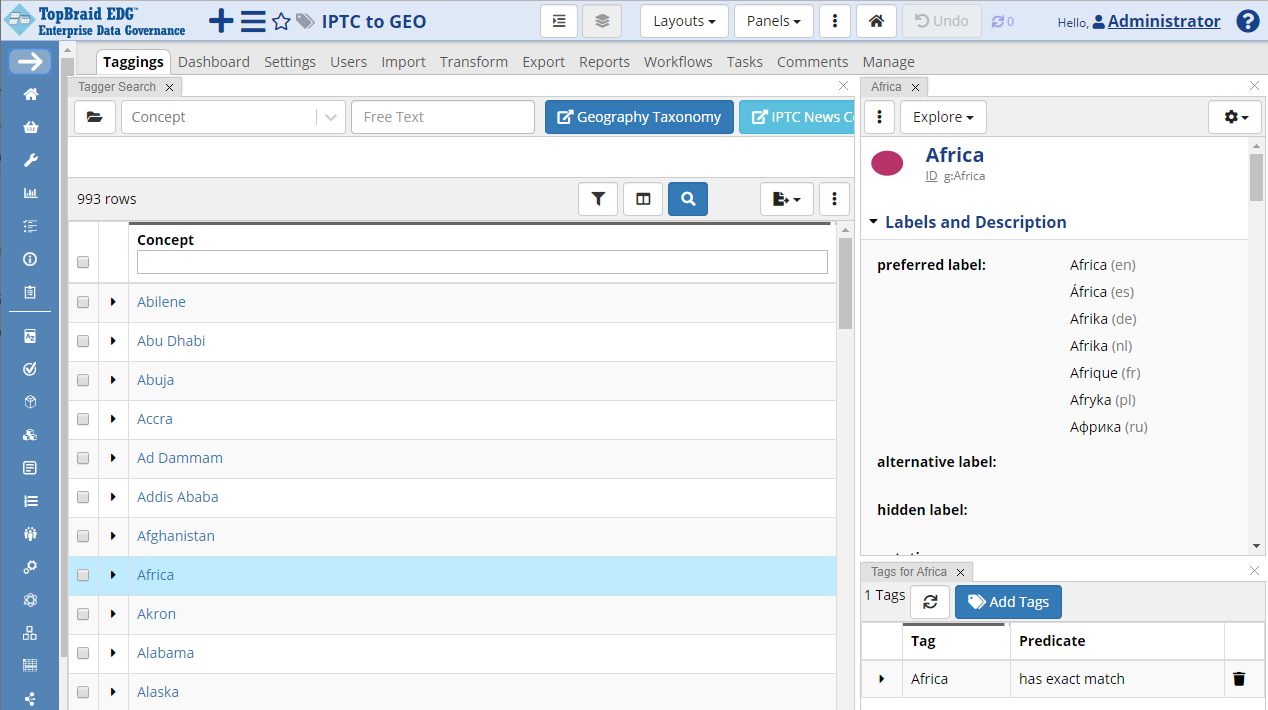 TopBraid EDG™
Enterprise Data Governance
IPTC to GEO
Layouts
Panels
Undo
0
Hello, Administrator
?
Taggings Dashboard Settings Users Import Transform Export Reports Workflows Tasks Comments Manage
Tagger Search
Concept
Free Text
Geography Taxonomy
IPTC News
993 rows
Concept
Abilene
Abu Dhabi
Abuja
Accra
Ad Dammam
Addis Ababa
Afghanistan
Africa
Akron
Alabama
Alaska
Africa
Explore
Africa
ID g:Africa
Labels and Description
preferred label:
Africa (en)
África (es)
Afrika (de)
Afrika (nl)
Afrique (fr)
Afryka (pl)
Африка (ru)
alternative label:
hidden label:
Tags for Africa
1 Tags
Add Tags
Tag Predicate
Africa has exact match